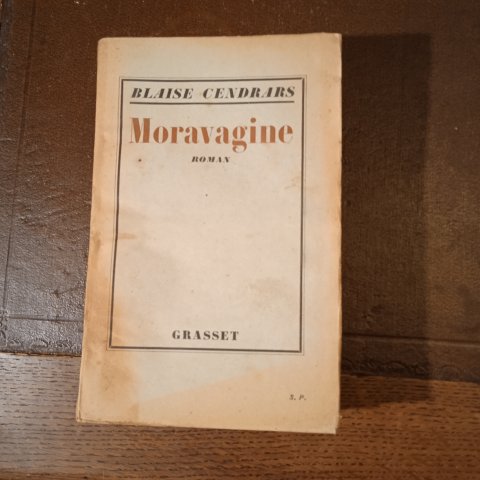 BLAISE CENDRARS
Moravagine
ROMAN
GRASSET
S. P.